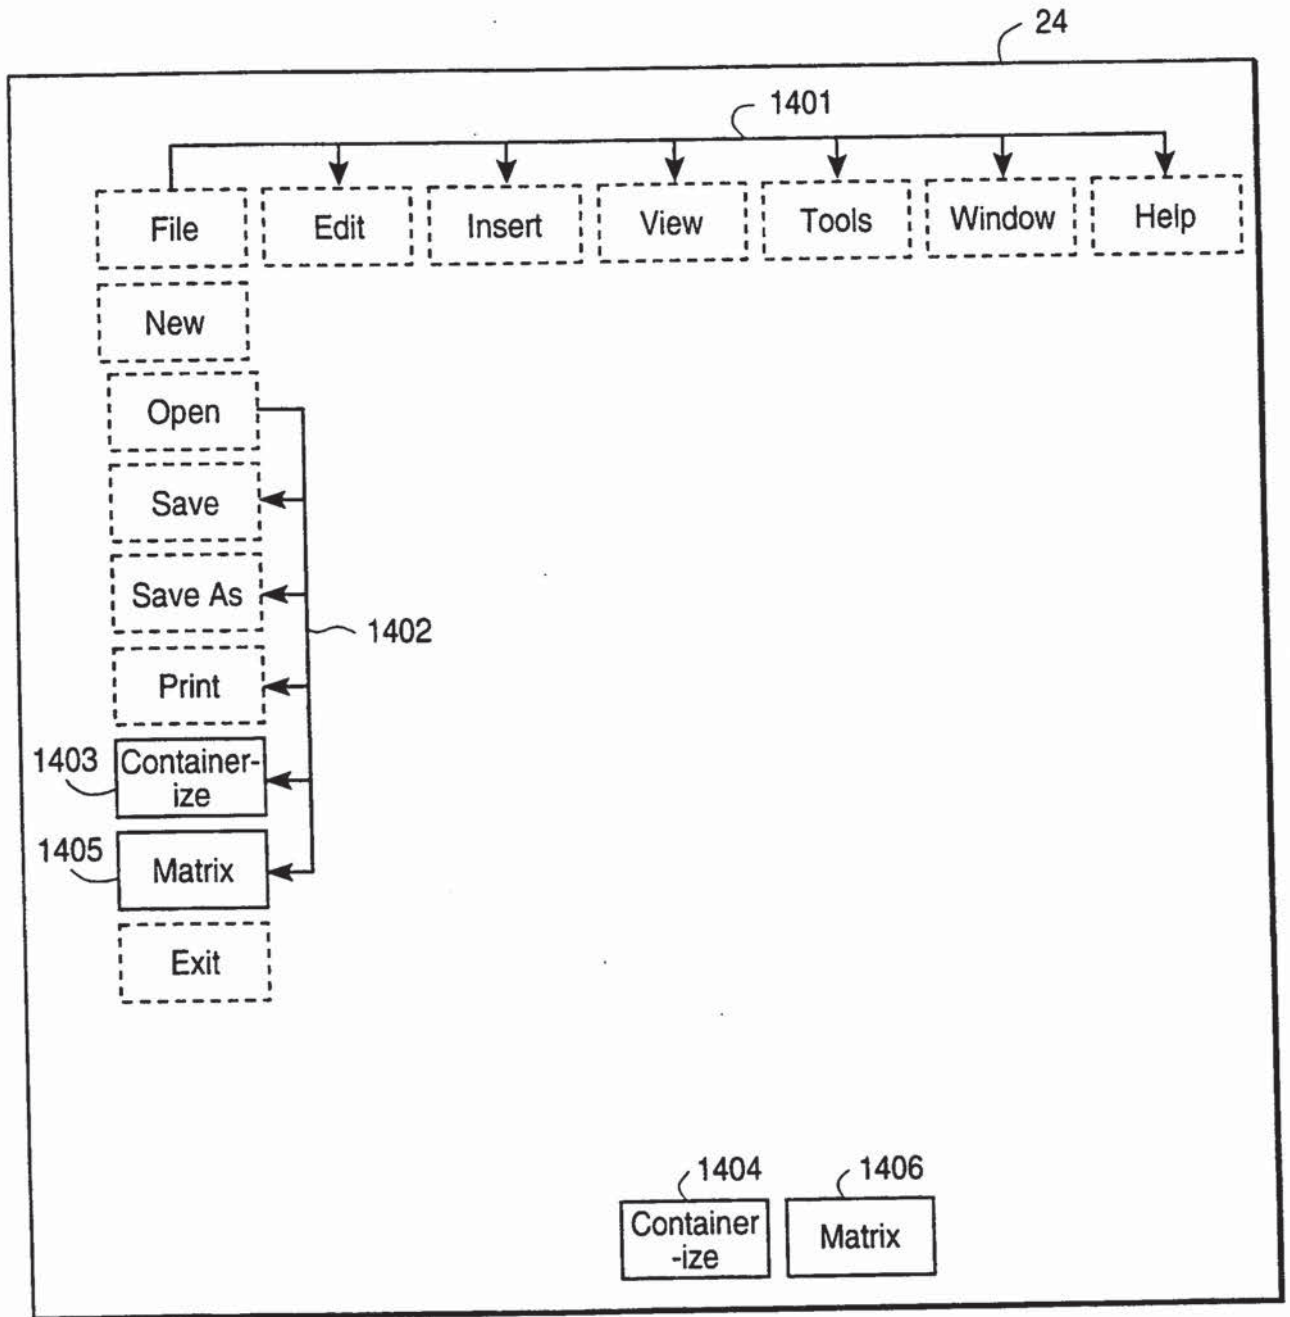 24
1401
File Edit Insert View Tools Window Help
New
Open
Save
Save As
1402
Print
1403
Container-
ize
1405
Matrix
Exit
1404
1406
Container
-ize
Matrix